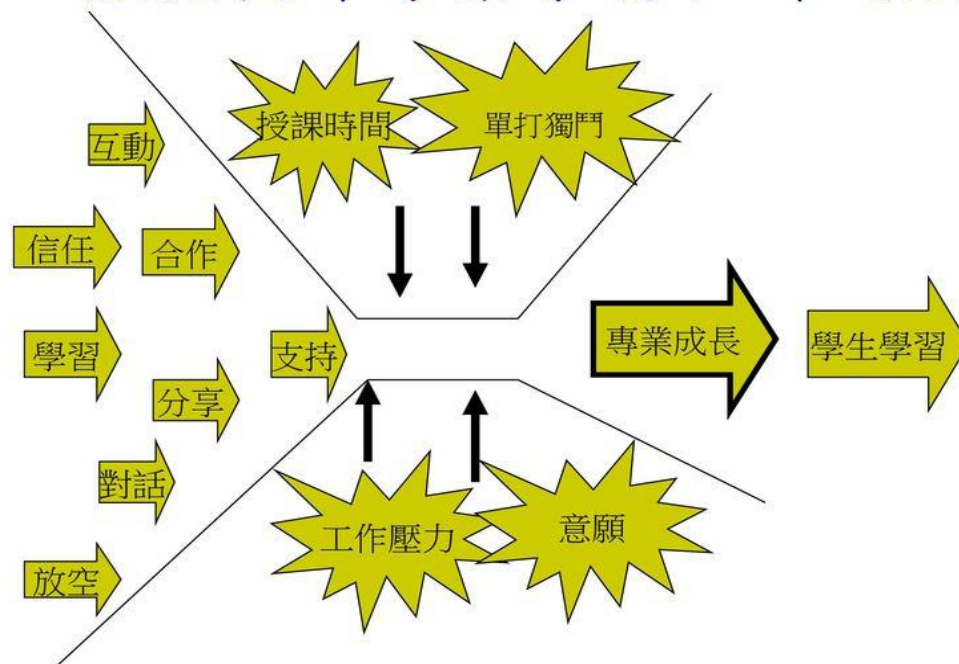 授課時間
單打獨鬥
互動
信任
合作
學習
支持
分享
對話
放空
專業成長
學生學習
工作壓力
意願